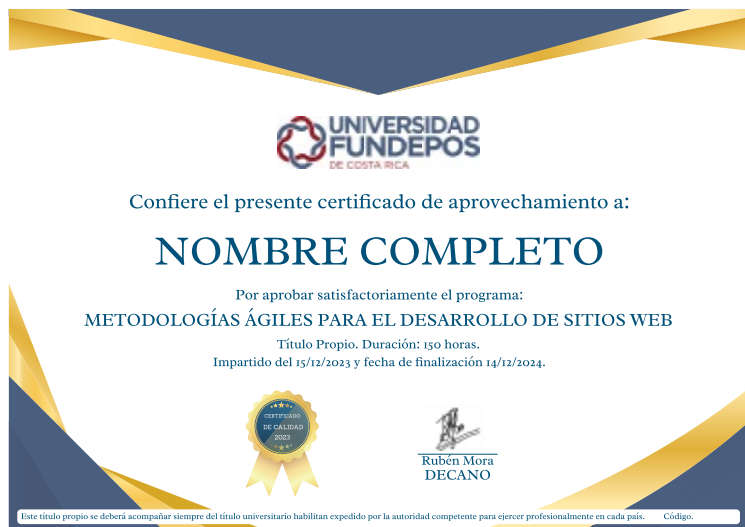 UNIVERSIDAD
FUNDEPOS
DE COSTA RICA
Confiere el presente certificado de aprovechamiento a:
NOMBRE COMPLETO
Por aprobar satisfactoriamente el programa:
METODOLOGÍAS ÁGILES PARA EL DESARROLLO DE SITIOS WEB
Título Propio. Duración: 150 horas.
Impartido del 15/12/2023 y fecha de finalización 14/12/2024.
CERTIFICADO
DE CALIDAD
2023
Rubén Mora
DECANO
Este título propio se deberá acompañar siempre del título universitario habilitan expedido por la autoridad competente para ejercer profesionalmente en cada país. Código.